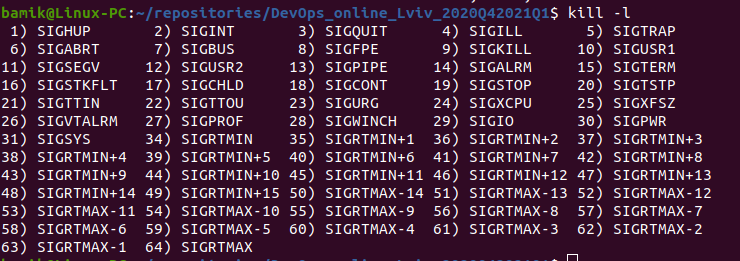 bamik@Linux-PC:~/repositories/DevOps_online_Lviv_2020Q42021Q1$ kill -l
 1) SIGHUP       2) SIGINT       3) SIGQUIT      4) SIGILL       5) SIGTRAP
 6) SIGABRT      7) SIGBUS       8) SIGFPE       9) SIGKILL     10) SIGUSR1
11) SIGSEGV     12) SIGUSR2     13) SIGPIPE     14) SIGALRM     15) SIGTERM
16) SIGSTKFLT   17) SIGCHLD     18) SIGCONT     19) SIGSTOP     20) SIGTSTP
21) SIGTTIN     22) SIGTTOU     23) SIGURG      24) SIGXCPU     25) SIGXFSZ
26) SIGVTALRM   27) SIGPROF     28) SIGWINCH    29) SIGIO       30) SIGPWR
31) SIGSYS      34) SIGRTMIN    35) SIGRTMIN+1  36) SIGRTMIN+2  37) SIGRTMIN+3
38) SIGRTMIN+4  39) SIGRTMIN+5  40) SIGRTMIN+6  41) SIGRTMIN+7  42) SIGRTMIN+8
43) SIGRTMIN+9  44) SIGRTMIN+10 45) SIGRTMIN+11 46) SIGRTMIN+12 47) SIGRTMIN+13
48) SIGRTMIN+14 49) SIGRTMIN+15 50) SIGRTMAX-14 51) SIGRTMAX-13 52) SIGRTMAX-12
53) SIGRTMAX-11 54) SIGRTMAX-10 55) SIGRTMAX-9  56) SIGRTMAX-8  57) SIGRTMAX-7
58) SIGRTMAX-6  59) SIGRTMAX-5  60) SIGRTMAX-4  61) SIGRTMAX-3  62) SIGRTMAX-2
63) SIGRTMAX-1  64) SIGRTMAX